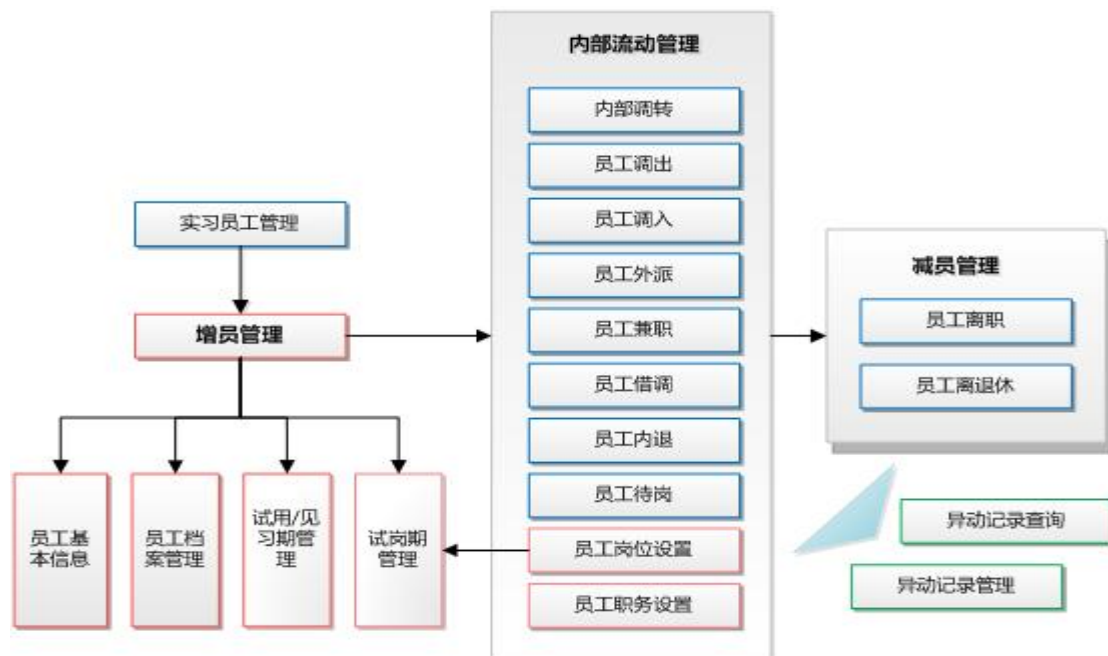 内部流动管理
内部调转
员工调出
员工调入
员工外派
员工兼职
员工借调
员工内退
员工待岗
员工岗位设置
员工职务设置
实习员工管理
增员管理
员工基
本信息
员工档
案管理
试用/见
习期管
理
试岗期
管理
减员管理
员工离职
员工离退休
异动记录查询
异动记录管理